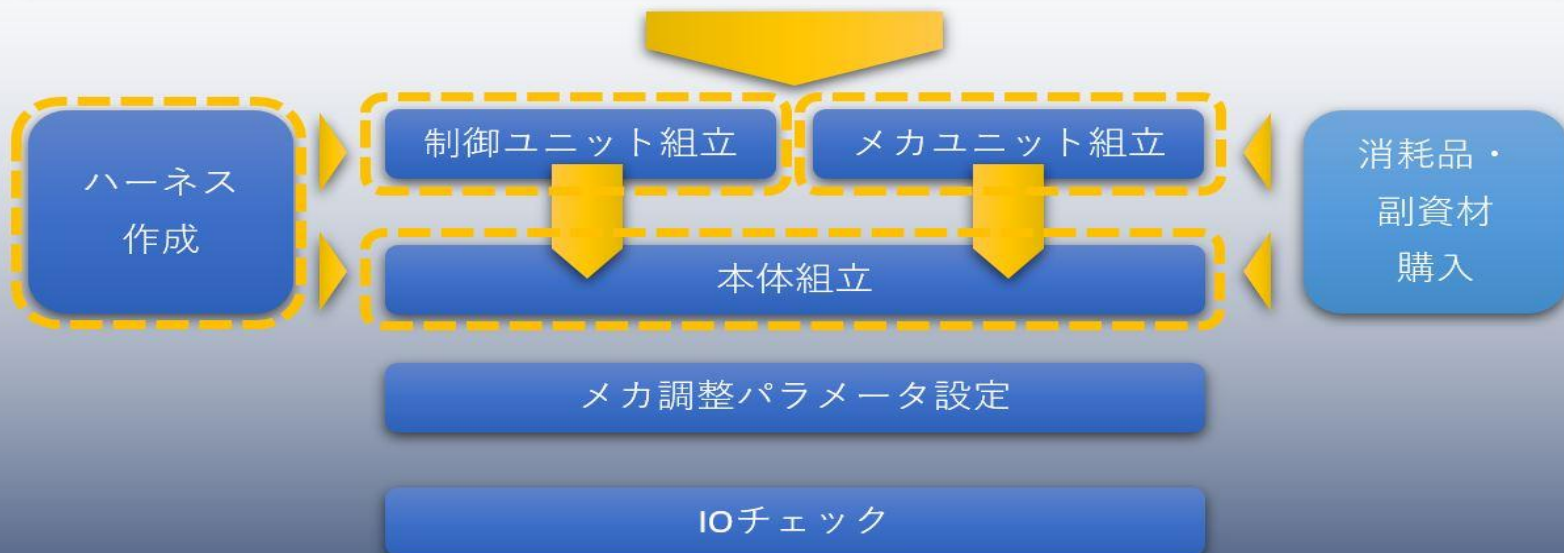 制御ユニット組立
メカユニット組立
ハーネス
作成
消耗品・
副資材
購入
本体組立
メカ調整パラメータ設定
IOチェック